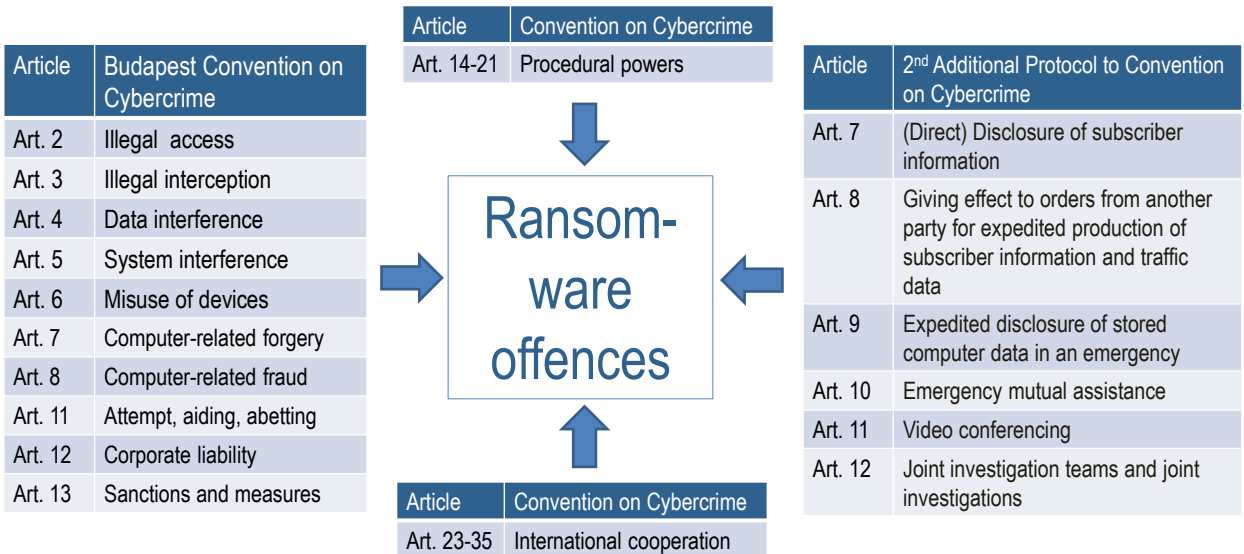 Article Convention on Cybercrime
Art. 14-21 Procedural powers
Article Budapest Convention on
Cybercrime
Art. 2 Illegal access
Art. 3 Illegal interception
Art. 4 Data interference
Art. 5 System interference
Art. 6 Misuse of devices
Art. 7 Computer-related forgery
Art. 8 Computer-related fraud
Art. 11 Attempt, aiding, abetting
Art. 12 Corporate liability
Art. 13 Sanctions and measures
Ransom-
ware
offences
Article 2nd Additional Protocol to Convention
on Cybercrime
Art. 7 (Direct) Disclosure of subscriber
information
Art. 8 Giving effect to orders from another
party for expedited production of
subscriber information and traffic
data
Art. 9 Expedited disclosure of stored
computer data in an emergency
Art. 10 Emergency mutual assistance
Art. 11 Video conferencing
Art. 12 Joint investigation teams and joint
investigations
Article Convention on Cybercrime
Art. 23-35 International cooperation